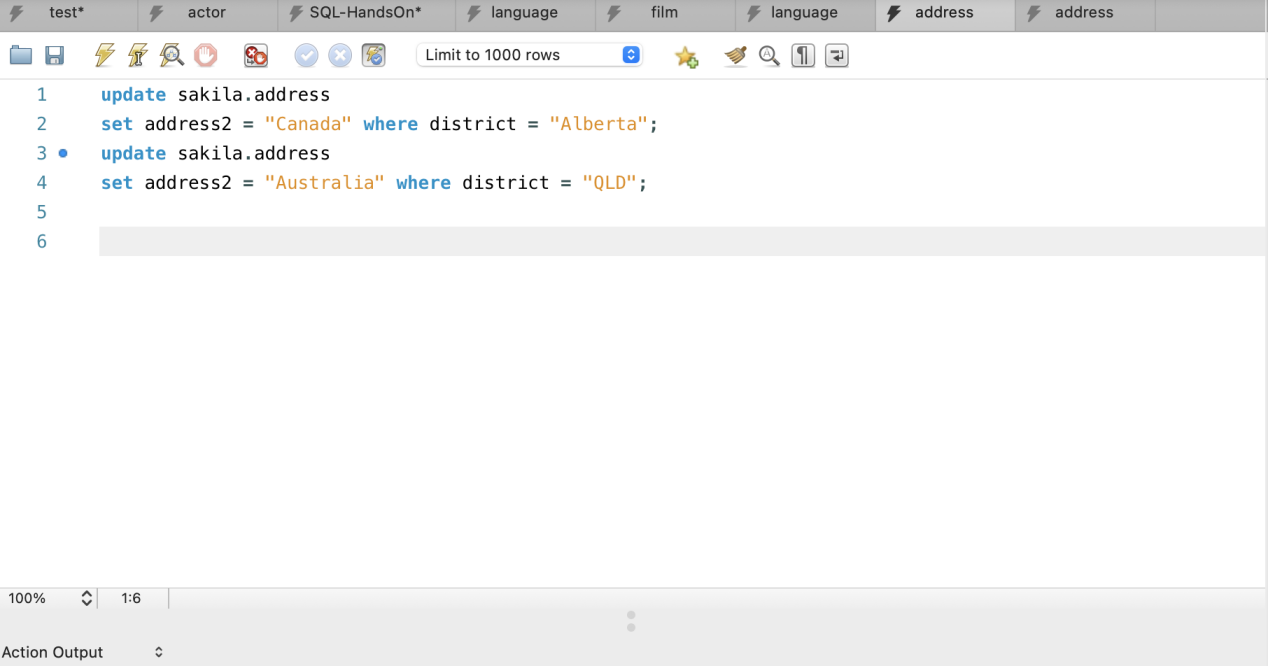 test* actor SQL-HandsOn* language film language address address
Limit to 1000 rows
1 update sakila.address
2 set address2 = "Canada" where district = "Alberta";
3 update sakila.address
4 set address2 = "Australia" where district = "QLD";
5
6
100% 1:6
Action Output